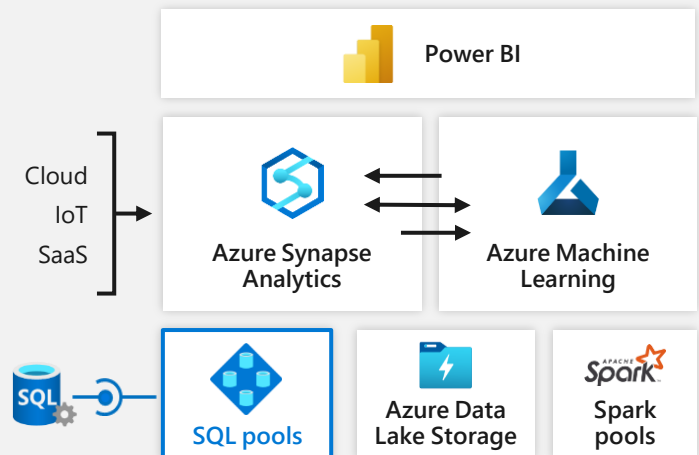 Power BI
Cloud
IoT
SaaS
Azure Synapse
Analytics
Azure Machine
Learning
SQL
SQL pools
Azure Data
Lake Storage
APACHE
Spark
Spark
pools